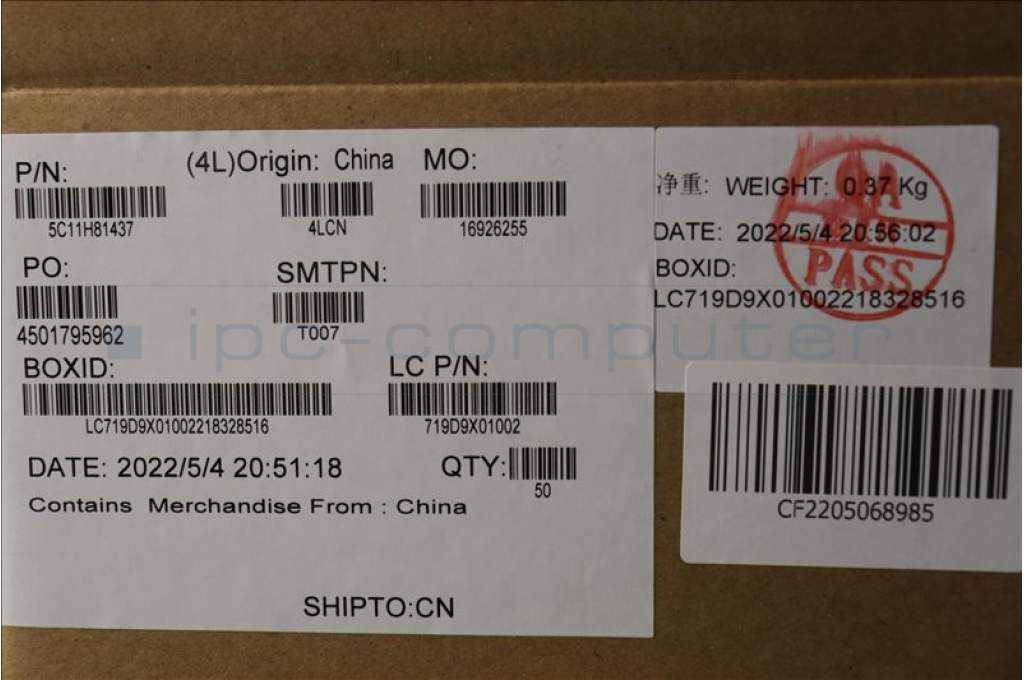 P/N:
5C11H81437
(4L)Origin: China
4LCN
MO:
16926255
PO:
4501795962
SMTPN:
T007
BOXID:
LC719D9X01002218328516
LC P/N:
719D9X01002
DATE: 2022/5/4 20:51:18
QTY:
50
Contains Merchandise From : China
SHIPTO:CN
净重: WEIGHT: 0.37 Kg
DATE: 2022/5/4 20:56:02
BOXID:
LC719D9X01002218328516
PASS
CF2205068985
ipc-computer